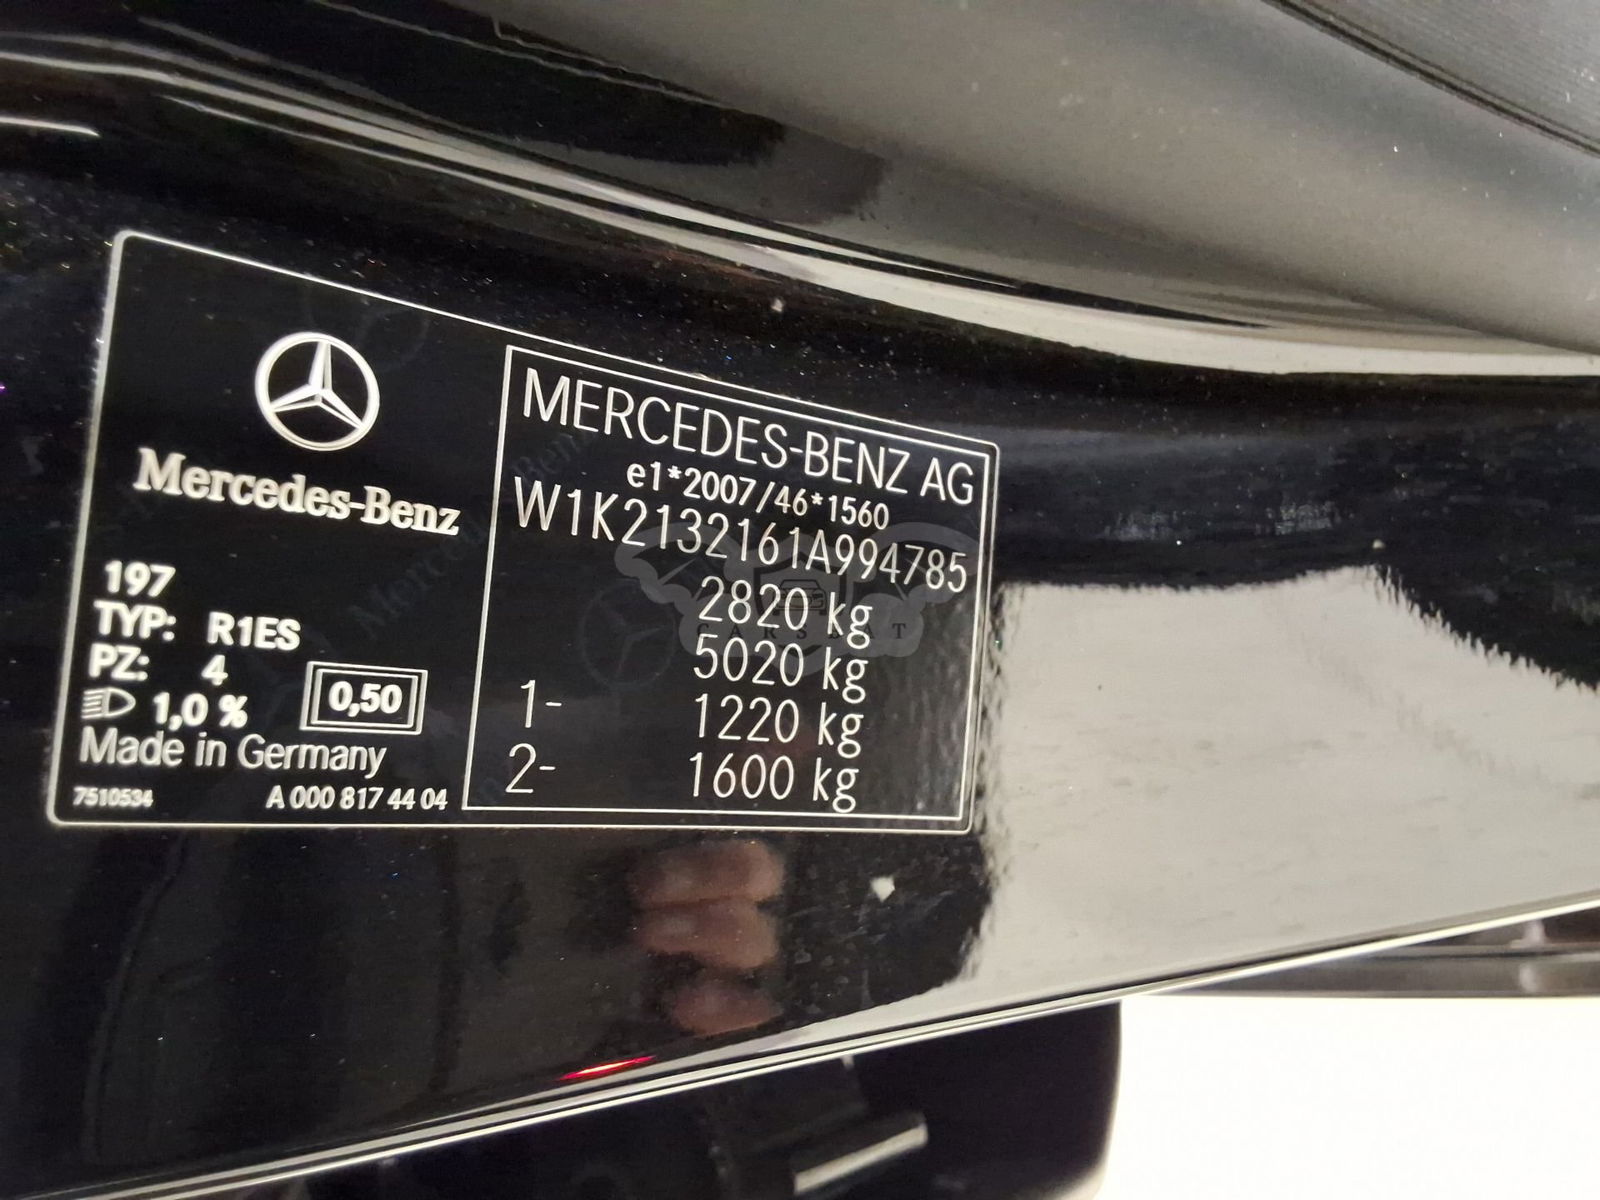 Mercedes-Benz
197
TYP: R1ES
PZ: 4
1,0 % 0,50
Made in Germany
7510534 A 000 817 44 04
MERCEDES-BENZ AG
e1*2007/46*1560
W1K2132161A994785
2820 kg
5020 kg
1- 1220 kg
2- 1600 kg